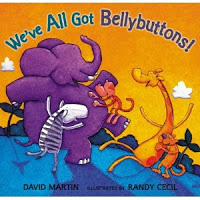 We've All Got Bellybuttons!
DAVID MARTIN ILLUSTRATED BY RANDY CECIL